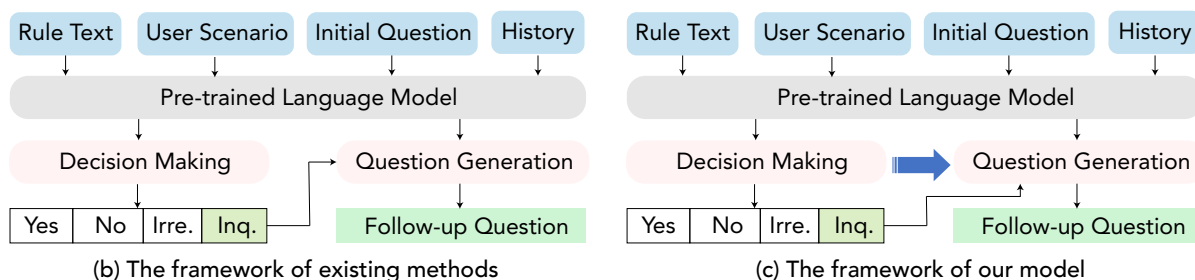 Rule Text User Scenario Initial Question History
Pre-trained Language Model
Decision Making Question Generation
Yes No Irre. Inq. Follow-up Question
(b) The framework of existing methods
Rule Text User Scenario Initial Question History
Pre-trained Language Model
Decision Making Question Generation
Yes No Irre. Inq. Follow-up Question
(c) The framework of our model